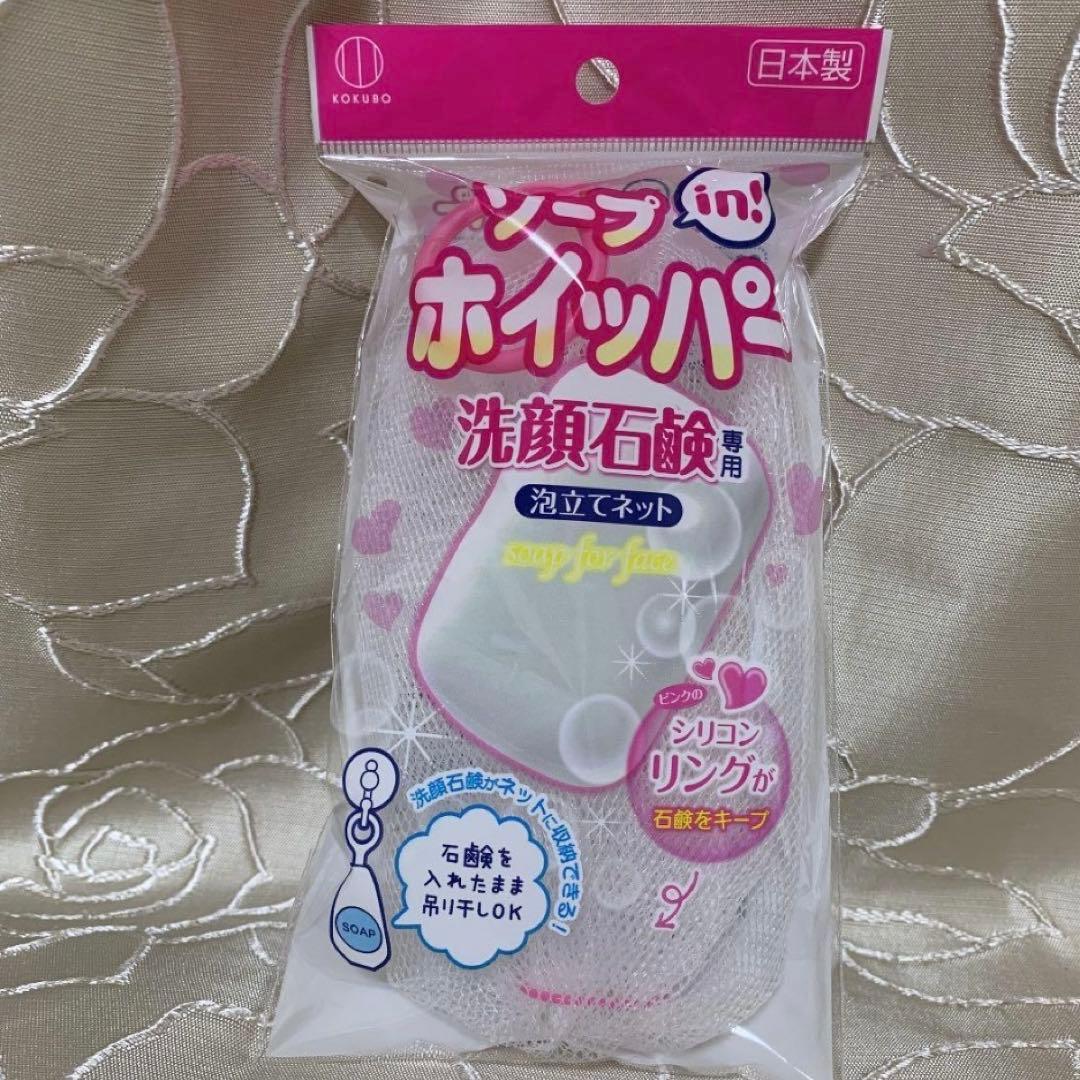 KOKUBO
日本製
ソープ
in!
ホイッパー
洗顔石鹸専用
泡立てネット
soap for face
ピンクの
シリコン
リングが
石鹸をキープ
洗顔石鹸がネットに収納できる!
石鹸を
入れたまま
吊り干しOK
SOAP